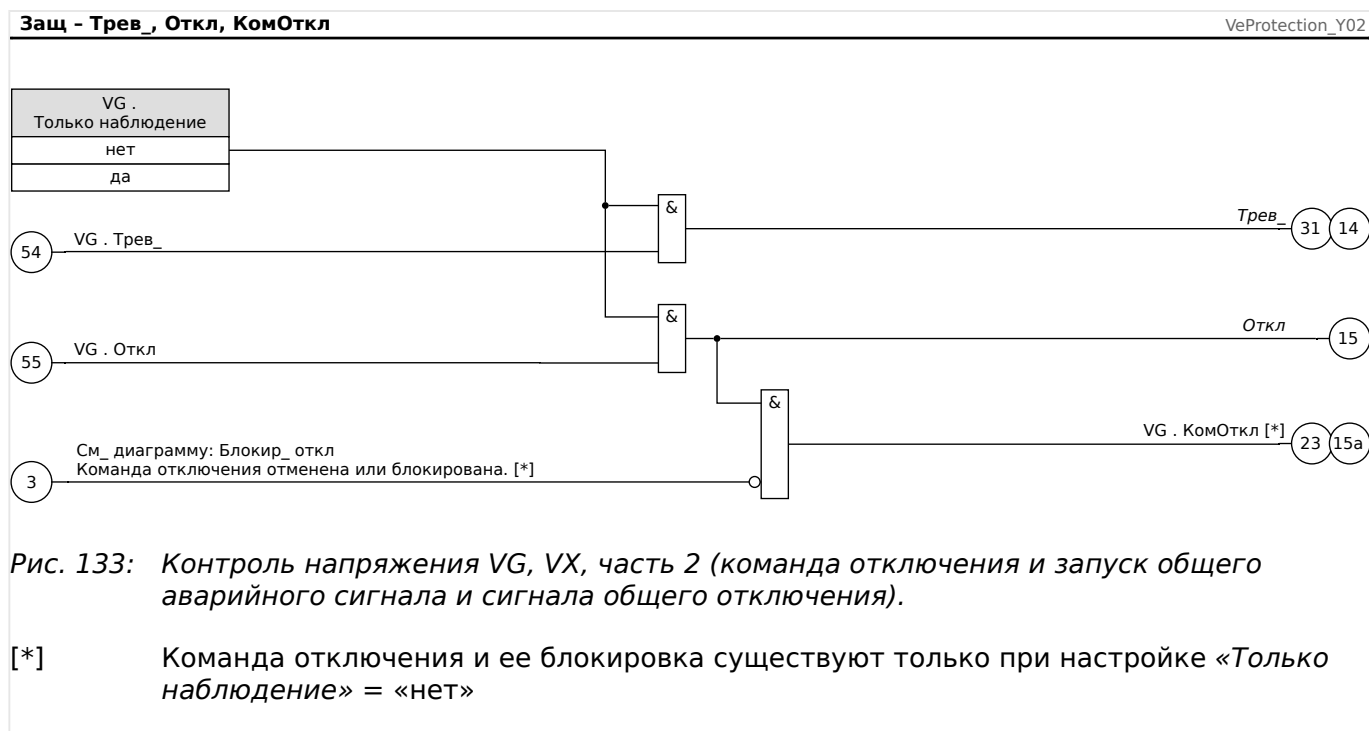 Защ – Трев_, Откл, КомОткл
VeProtection_Y02
VG .
Только наблюдение
нет
да
&
Трев_
31
14
54
VG . Трев_
&
Откл
15
55
VG . Откл
&
VG . КомОткл [*]
23
15a
См_ диаграмму: Блокир_ откл
Команда отключения отменена или блокирована. [*]
3
Рис. 133: Контроль напряжения VG, VX, часть 2 (команда отключения и запуск общего
аварийного сигнала и сигнала общего отключения).
[*] Команда отключения и ее блокировка существуют только при настройке «Только
наблюдение» = «нет»